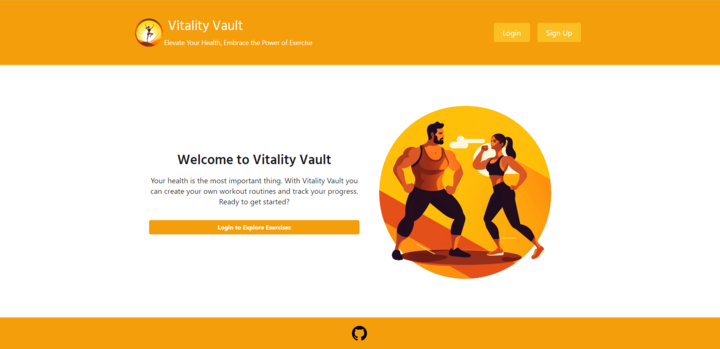 Vitality Vault
Elevate Your Health, Embrace the Power of Exercise
Login
Sign Up
Welcome to Vitality Vault
Your health is the most important thing. With Vitality Vault you
can create your own workout routines and track your progress.
Ready to get started?
Login to Explore Exercises